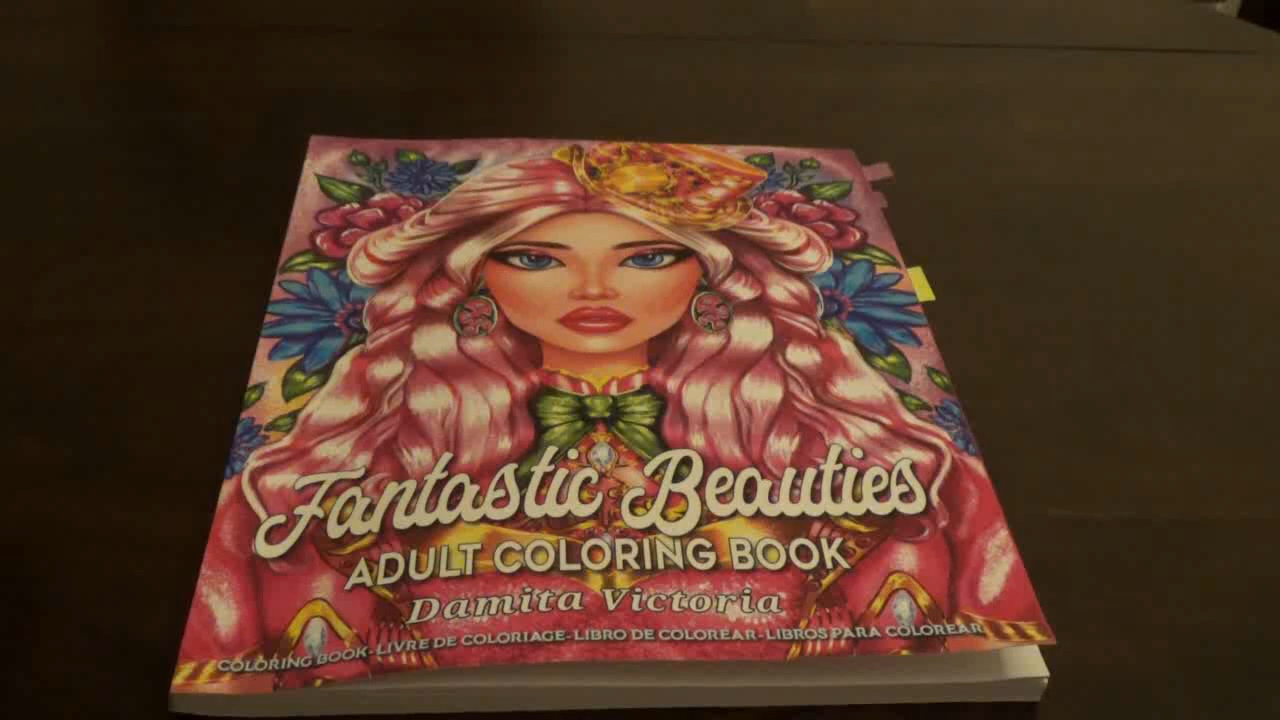 Fantastic Beauties
ADULT COLORING BOOK
Damita Victoria
COLORING BOOK-LIVRE DE COLORIAGE-LIBRO DE COLOREAR-LIBROS PARA COLOREAR